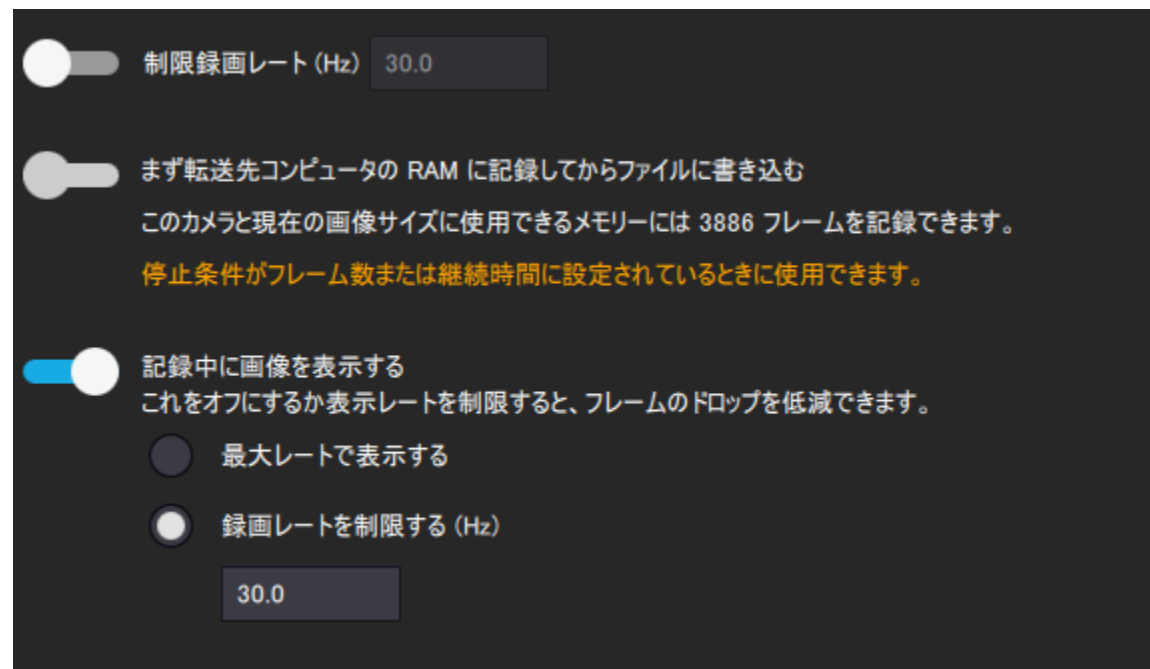 制限録画レート (Hz) 30.0
まず転送先コンピュータの RAM に記録してからファイルに書き込む
このカメラと現在の画像サイズに使用できるメモリーには 3886 フレームを記録できます。
停止条件がフレーム数または継続時間に設定されているときに使用できます。
記録中に画像を表示する
これをオフにするか表示レートを制限すると、フレームのドロップを低減できます。
最大レートで表示する
録画レートを制限する (Hz)
30.0